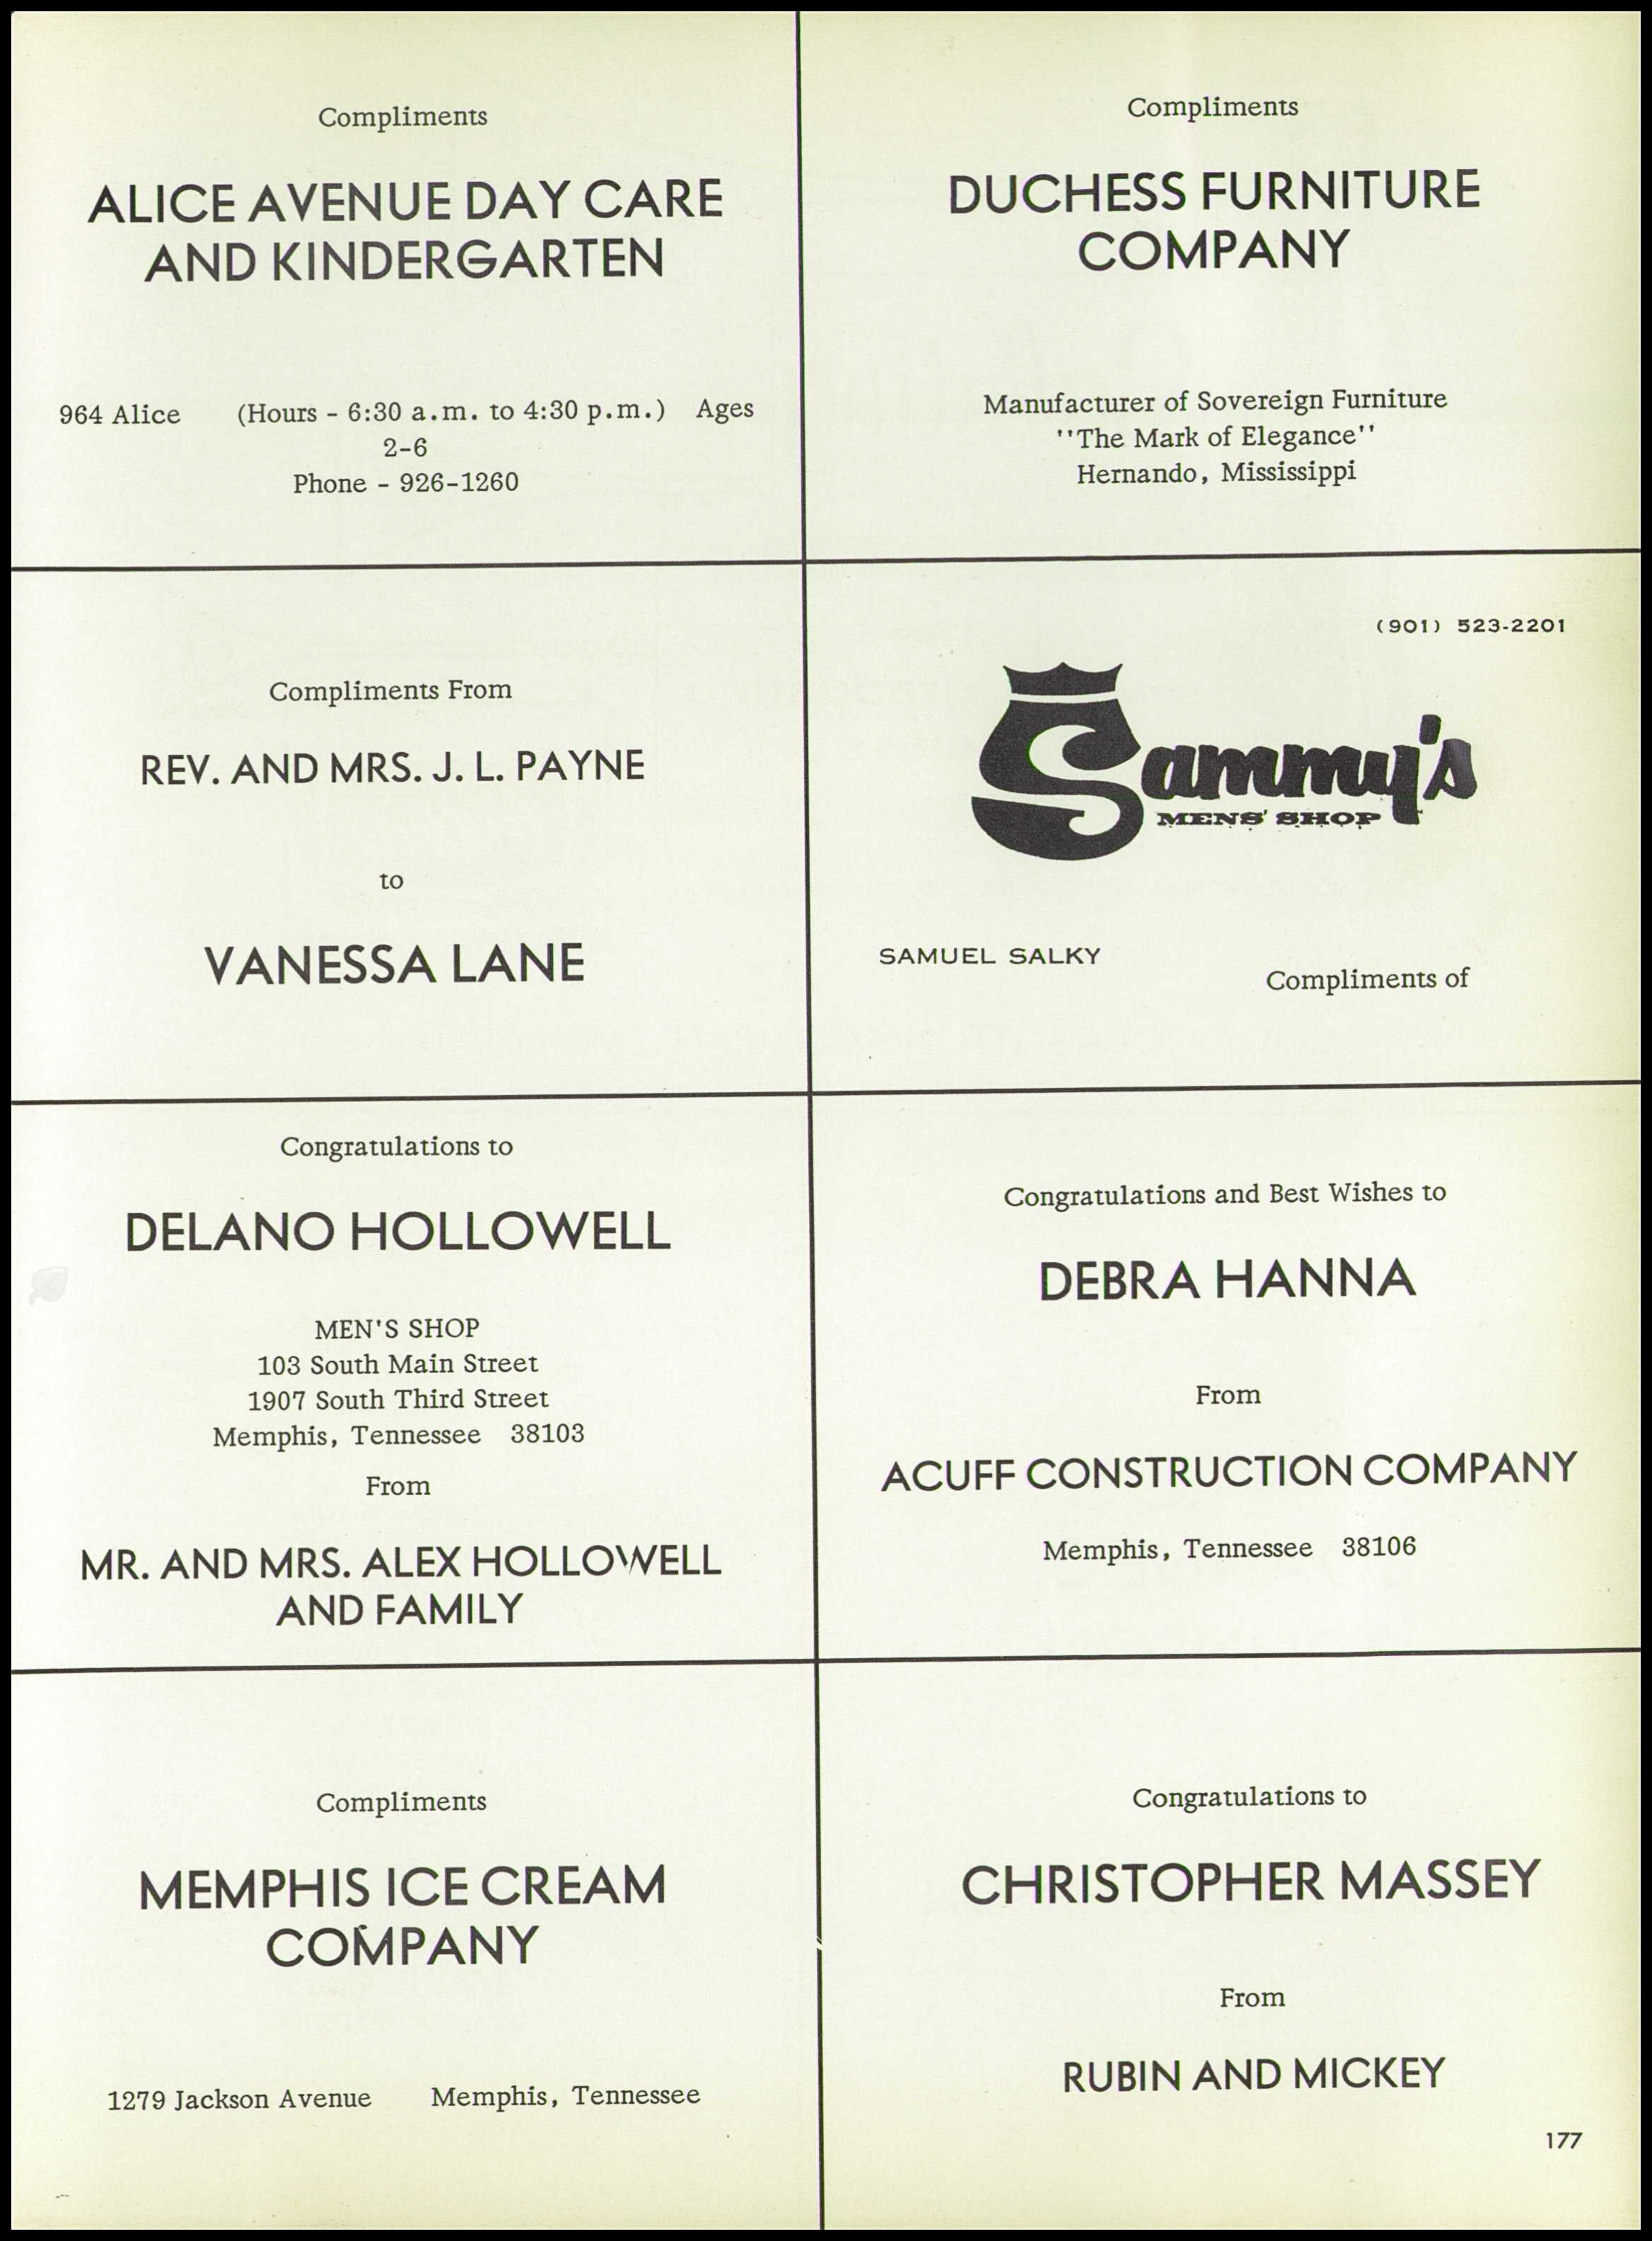 Compliments
ALICE AVENUE DAY CARE
AND KINDERGARTEN
964 Alice (Hours - 6:30 a.m. to 4:30 p.m.) Ages
2-6
Phone - 926-1260
Compliments
DUCHESS FURNITURE
COMPANY
Manufacturer of Sovereign Furniture
''The Mark of Elegance''
Hernando, Mississippi
Compliments From
REV. AND MRS. J. L. PAYNE
to
VANESSA LANE
(901) 523-2201
Sammy's
MENS' SHOP
SAMUEL SALKY
Compliments of
Congratulations to
DELANO HOLLOWELL
MEN'S SHOP
103 South Main Street
1907 South Third Street
Memphis, Tennessee 38103
From
MR. AND MRS. ALEX HOLLOWELL
AND FAMILY
Congratulations and Best Wishes to
DEBRA HANNA
From
ACUFF CONSTRUCTION COMPANY
Memphis, Tennessee 38106
Compliments
MEMPHIS ICE CREAM
COMPANY
1279 Jackson Avenue Memphis, Tennessee
Congratulations to
CHRISTOPHER MASSEY
From
RUBIN AND MICKEY
177